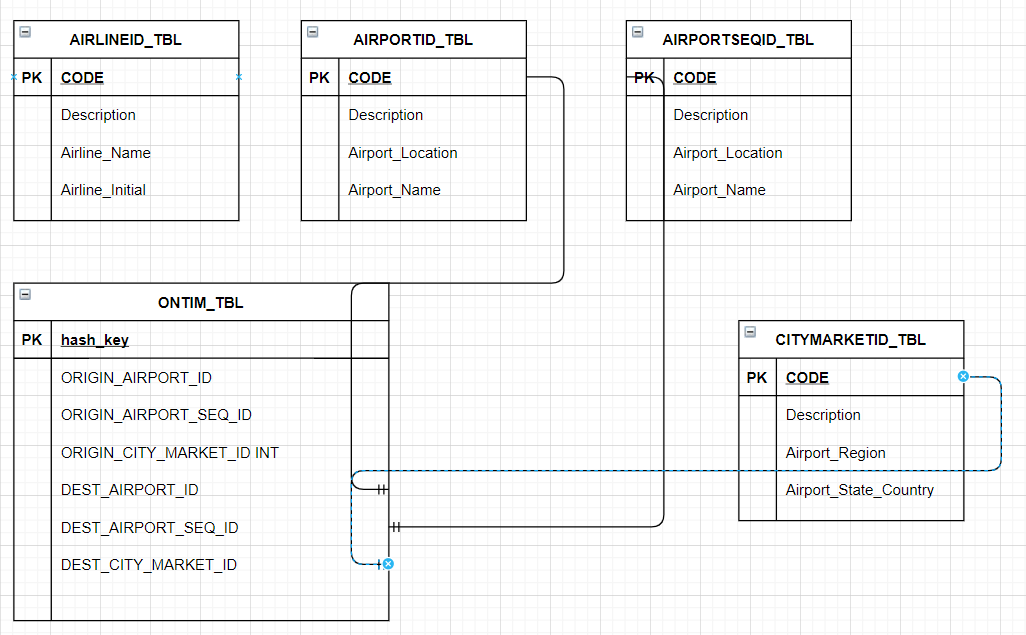 AIRLINEID_TBL
PK CODE
Description
Airline_Name
Airline_Initial
AIRPORTID_TBL
PK CODE
Description
Airport_Location
Airport_Name
AIRPORTSEQID_TBL
PK CODE
Description
Airport_Location
Airport_Name
ONTIM_TBL
PK hash_key
ORIGIN_AIRPORT_ID
ORIGIN_AIRPORT_SEQ_ID
ORIGIN_CITY_MARKET_ID INT
DEST_AIRPORT_ID
DEST_AIRPORT_SEQ_ID
DEST_CITY_MARKET_ID
CITYMARKETID_TBL
PK CODE
Description
Airport_Region
Airport_State_Country